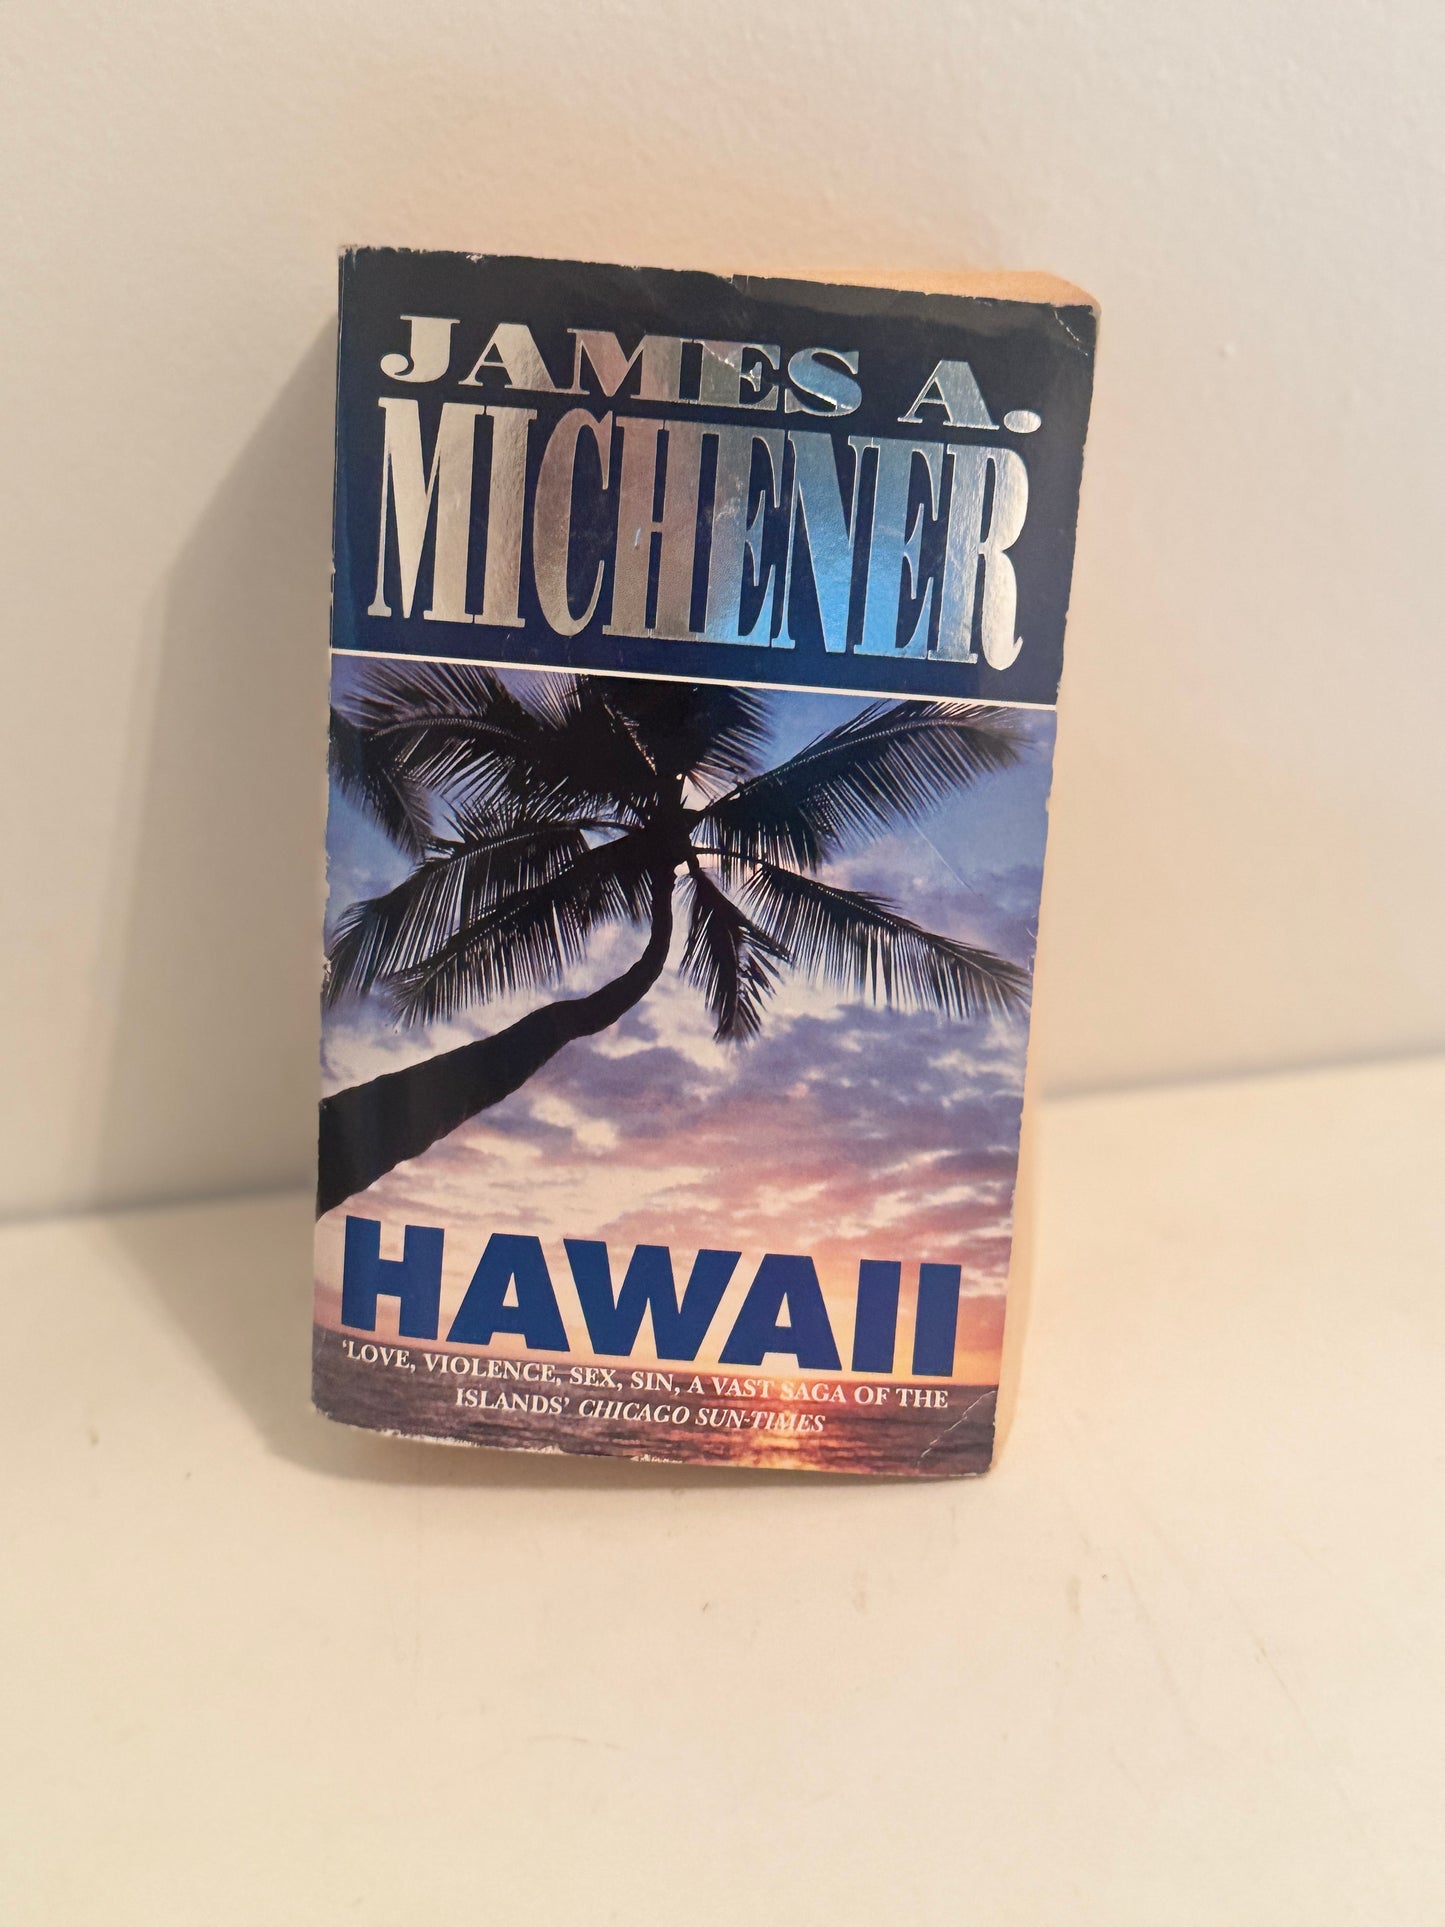 JAMES A.
MICHENER
HAWAII
'LOVE, VIOLENCE, SEX, SIN, A VAST SAGA OF THE
ISLANDS' CHICAGO SUN-TIMES